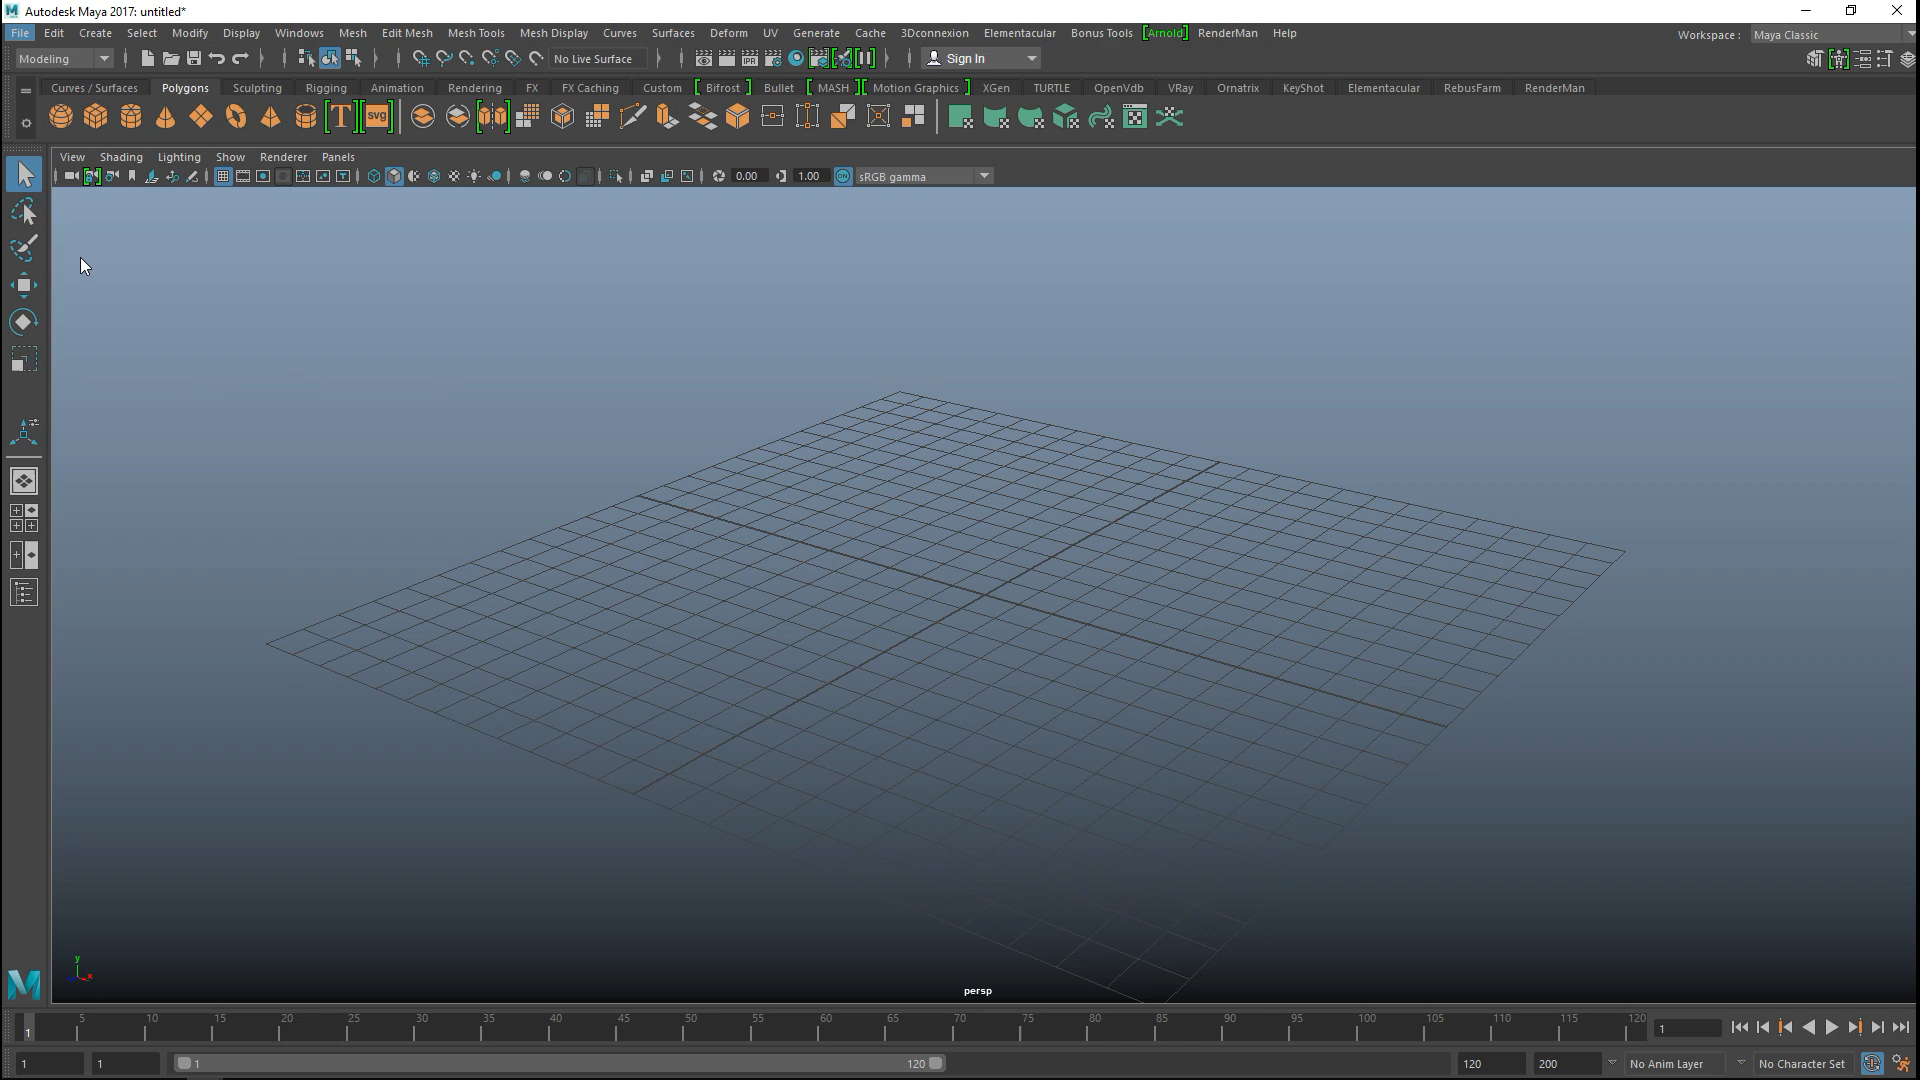 Autodesk Maya 2017: untitled*
File Edit Create Select Modify Display Windows Mesh Edit Mesh Mesh Tools Mesh Display Curves Surfaces Deform UV Generate Cache 3Dconnexion Elementacular Bonus Tools [Arnold] RenderMan Help
Workspace : Maya Classic
Modeling No Live Surface IPR Sign In
Curves / Surfaces Polygons Sculpting Rigging Animation Rendering FX FX Caching Custom [ Bifrost ] Bullet [ MASH ] [ Motion Graphics ] XGen TURTLE OpenVdb VRay Ornatrix KeyShot Elementacular RebusFarm RenderMan
T svg
View Shading Lighting Show Renderer Panels
0.00 1.00 ON sRGB gamma
y
x
persp
5 10 15 20 25 30 35 40 45 50 55 60 65 70 75 80 85 90 95 100 105 110 115 120
1 1
1 1 1 120 120 200 No Anim Layer No Character Set